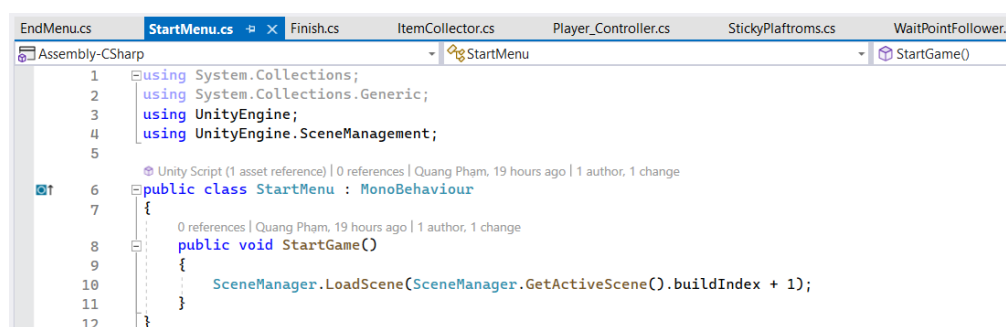 EndMenu.cs StartMenu.cs Finish.cs ItemCollector.cs Player_Controller.cs StickyPlaftroms.cs WaitPointFollower.
Assembly-CSharp StartMenu StartGame()
1 using System.Collections;
2 using System.Collections.Generic;
3 using UnityEngine;
4 using UnityEngine.SceneManagement;
5
Unity Script (1 asset reference) | 0 references | Quang Phạm, 19 hours ago | 1 author, 1 change
6 public class StartMenu : MonoBehaviour
7 {
0 references | Quang Phạm, 19 hours ago | 1 author, 1 change
8 public void StartGame()
9 {
10 SceneManager.LoadScene(SceneManager.GetActiveScene().buildIndex + 1);
11 }
12 }